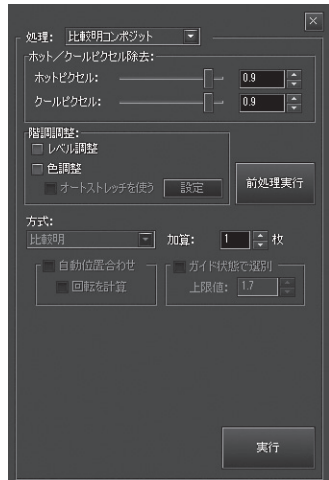 処理: 比較明コンポジット
ホット／クールピクセル除去:
ホットピクセル: 0.9
クールピクセル: 0.9
階調調整:
レベル調整
色調整
オートストレッチを使う 設定
前処理実行
方式:
比較明 加算: 1 枚
自動位置合わせ ガイド状態で選別
回転を計算 上限値: 1.7
実行